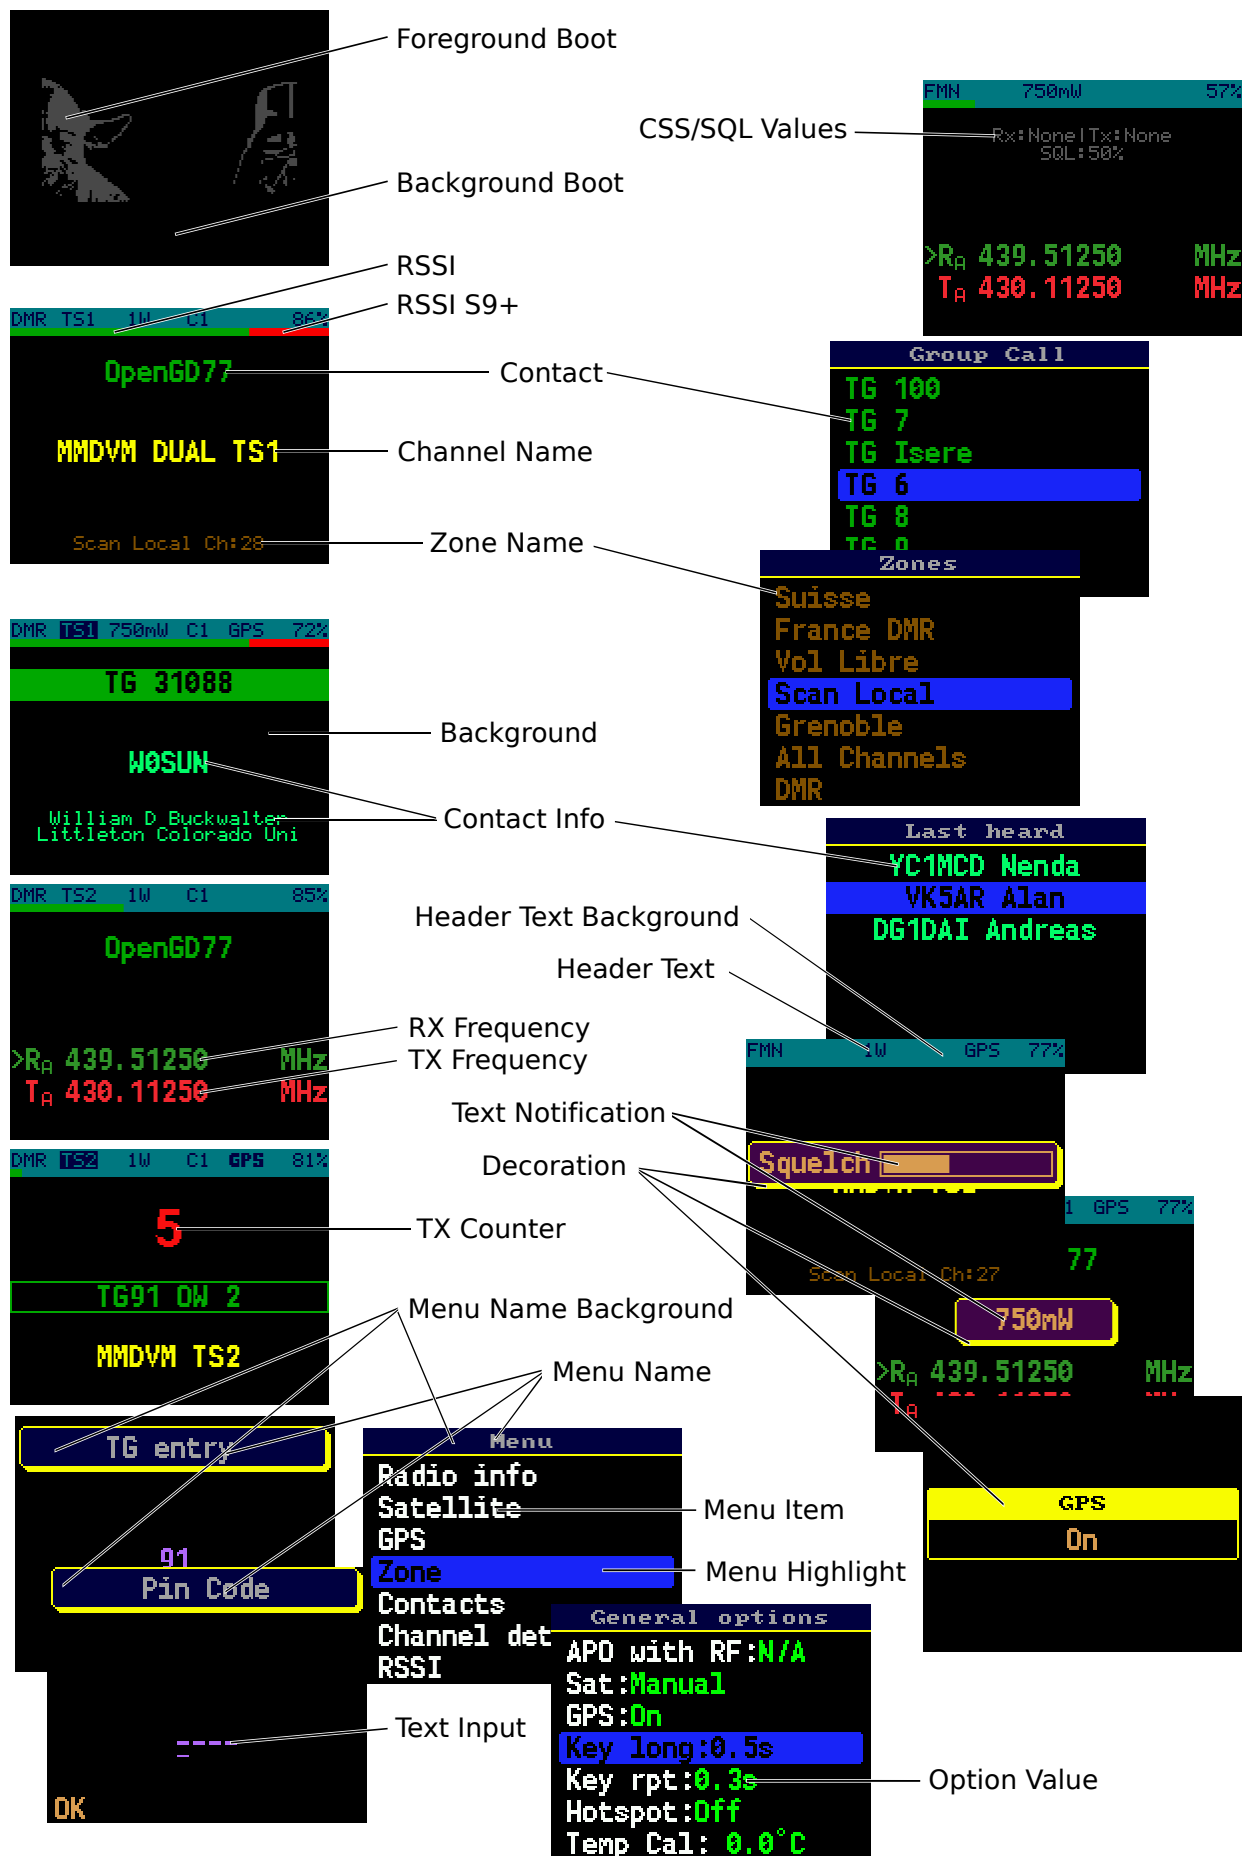 Foreground Boot
Background Boot
FMN 750mW 57%
CSS/SQL Values
Rx:None|Tx:None
SQL:50%
>RA 439.51250 MHz
TA 430.11250 MHz
RSSI
RSSI S9+
DMR TS1 1W C1 86%
OpenGD77
Contact
MMDVM DUAL TS1
Channel Name
Scan Local Ch:28
Zone Name
Group Call
TG 100
TG 7
TG Isere
TG 6
TG 8
TG 9
Zones
Suisse
France DMR
Vol Libre
Scan Local
Grenoble
All Channels
DMR
DMR TS1 750mW C1 GPS 72%
TG 31088
Background
W0SUN
William D Buckwalter
Littleton Colorado Uni
Contact Info
Last heard
YC1MCD Nenda
VK5AR Alan
DG1DAI Andreas
DMR TS2 1W C1 85%
OpenGD77
Header Text Background
Header Text
RX Frequency
TX Frequency
>RA 439.51250 MHz
TA 430.11250 MHz
FMN 1W GPS 77%
Text Notification
Decoration
Squelch
Scan Local Ch:27
DMR TS2 1W C1 GPS 81%
5
TX Counter
TG91 OW 2
MMDVM TS2
1 GPS 77%
77
750mW
>RA 439.51250 MHz
TA
Menu Name Background
Menu Name
TG entry
91
Pin Code
Menu
Radio info
Satellite
GPS
Zone
Contacts
Channel det
RSSI
Menu Item
Menu Highlight
GPS
On
General options
APO with RF:N/A
Sat:Manual
GPS:On
Key long:0.5s
Key rpt:0.3s
Hotspot:Off
Temp Cal: 0.0°C
Option Value
Text Input
----
OK